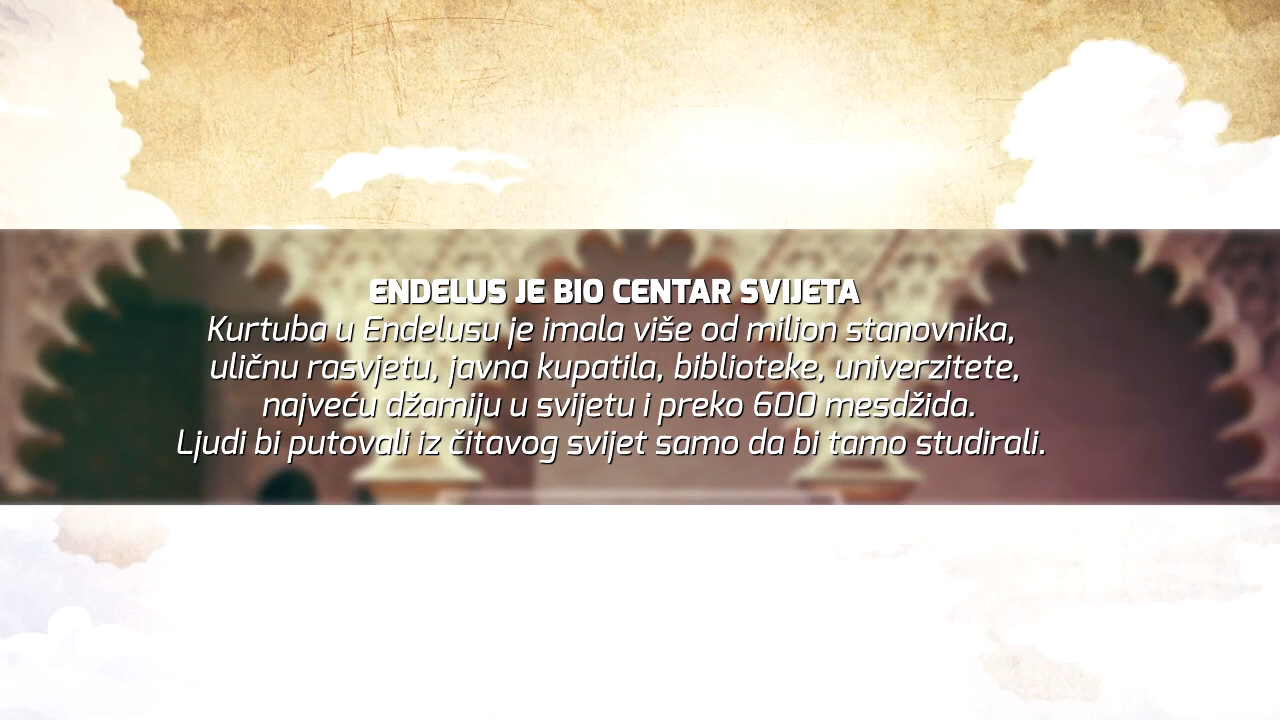 ENDELUS JE BIO CENTAR SVIJETA
Kurtuba u Endelusu je imala više od milion stanovnika,
uličnu rasvjetu, javna kupatila, biblioteke, univerzitete,
najveću džamiju u svijetu i preko 600 mesdžida.
Ljudi bi putovali iz čitavog svijet samo da bi tamo studirali.